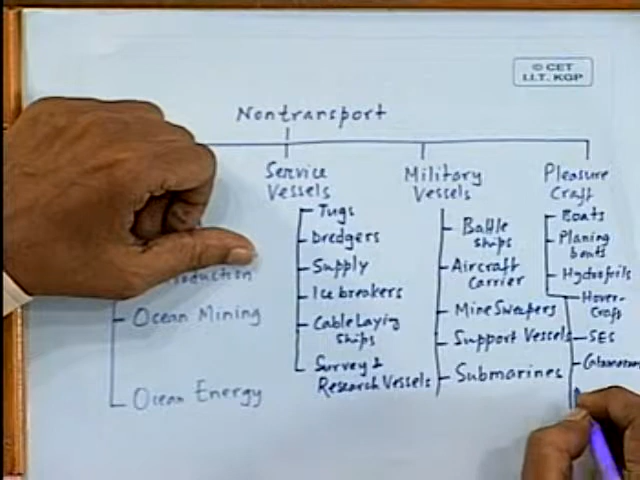 © CET
I.I.T. KGP
Nontransport
Service
Vessels
Tugs
Dredgers
Supply
Icebreakers
Cable Laying
ships
Survey &
Research Vessels
Military
Vessels
Battle
ships
Aircraft
Carrier
Mine Sweepers
Support Vessels
Submarines
Pleasure
Craft
Boats
Planing
boats
Hydrofoils
Hover-
Craft
SES
Catamaran
Ocean Mining
Ocean Energy